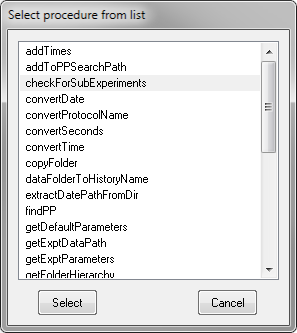 Select procedure from list
addTimes
addToPPSearchPath
checkForSubExperiments
convertDate
convertProtocolName
convertSeconds
convertTime
copyFolder
dataFolderToHistoryName
extractDatePathFromDir
findPP
getDefaultParameters
getExptDataPath
getExptParameters
getFolderHierarchy
Select Cancel